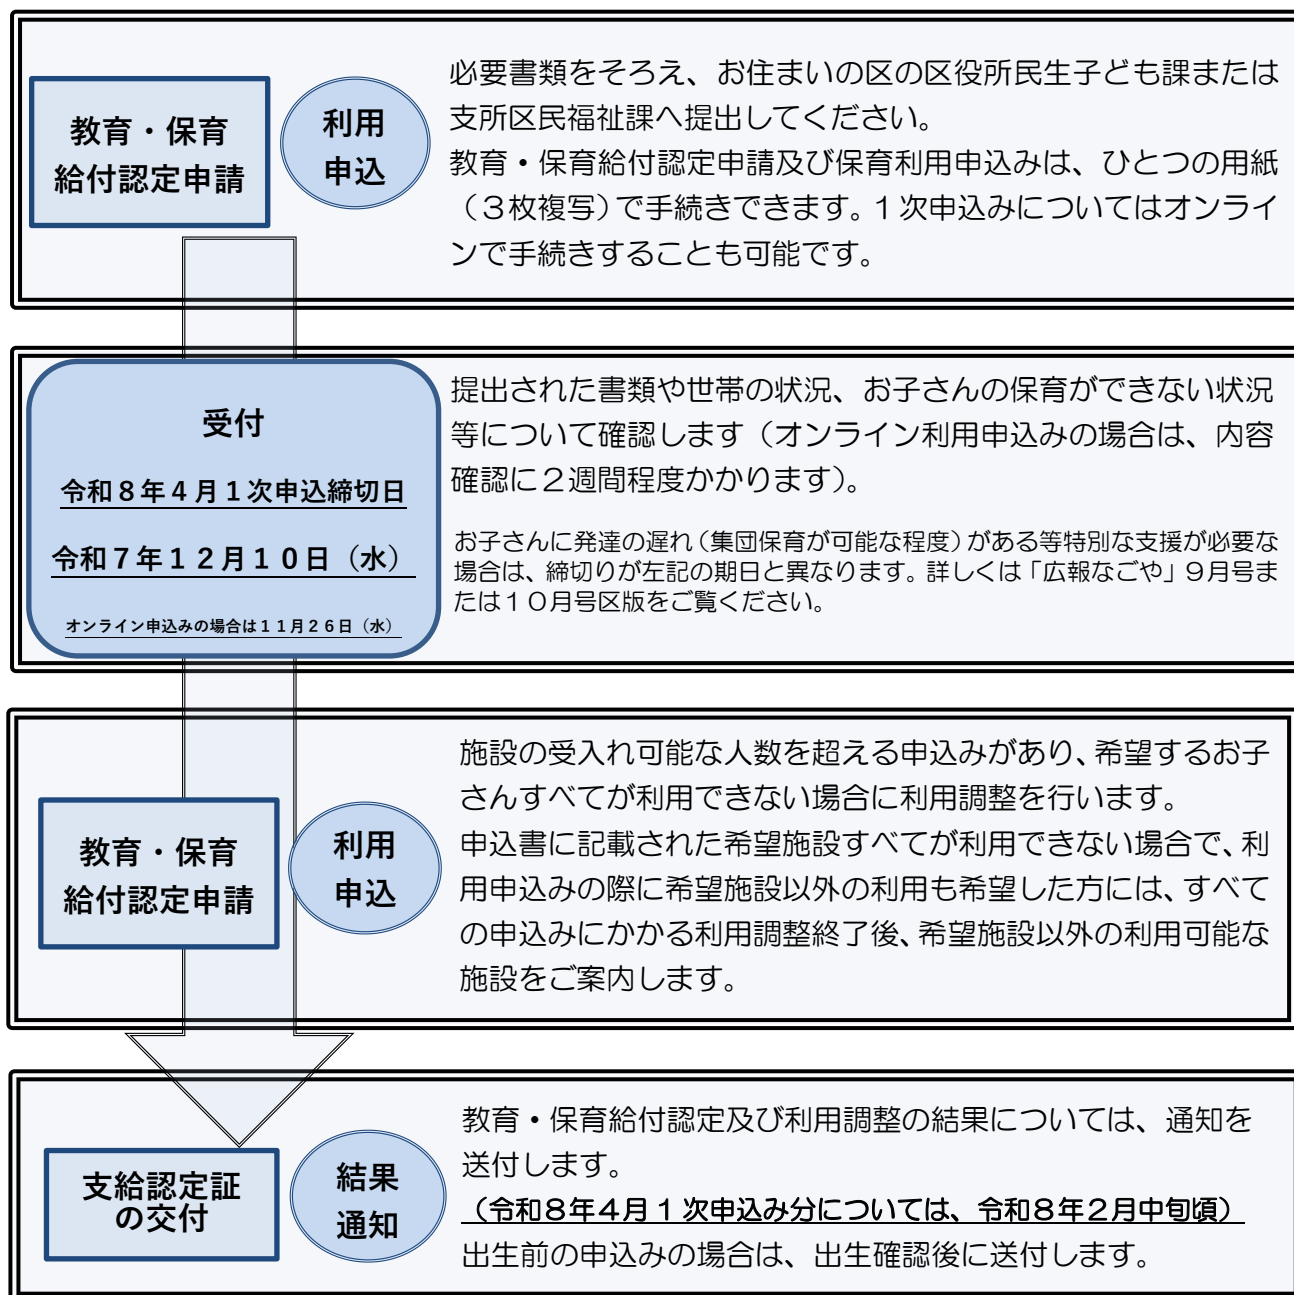 教育・保育
給付認定申請
利用
申込
必要書類をそろえ、お住まいの区の区役所民生子ども課または
支所区民福祉課へ提出してください。
教育・保育給付認定申請及び保育利用申込みは、ひとつの用紙
（３枚複写）で手続きできます。１次申込みについてはオンライ
ンで手続きすることも可能です。
受付
令和８年４月１次申込締切日
令和７年１２月１０日（水）
オンライン申込みの場合は１１月２６日（水）
提出された書類や世帯の状況、お子さんの保育ができない状況
等について確認します（オンライン利用申込みの場合は、内容
確認に２週間程度かかります）。
お子さんに発達の遅れ（集団保育が可能な程度）がある等特別な支援が必要な
場合は、締切りが左記の期日と異なります。詳しくは「広報なごや」９月号ま
たは１０月号区版をご覧ください。
教育・保育
給付認定申請
利用
申込
施設の受入れ可能な人数を超える申込みがあり、希望するお子
さんすべてが利用できない場合に利用調整を行います。
申込書に記載された希望施設すべてが利用できない場合で、利
用申込みの際に希望施設以外の利用も希望した方には、すべて
の申込みにかかる利用調整終了後、希望施設以外の利用可能な
施設をご案内します。
支給認定証
の交付
結果
通知
教育・保育給付認定及び利用調整の結果については、通知を
送付します。
（令和８年４月１次申込み分については、令和８年２月中旬頃）
出生前の申込みの場合は、出生確認後に送付します。